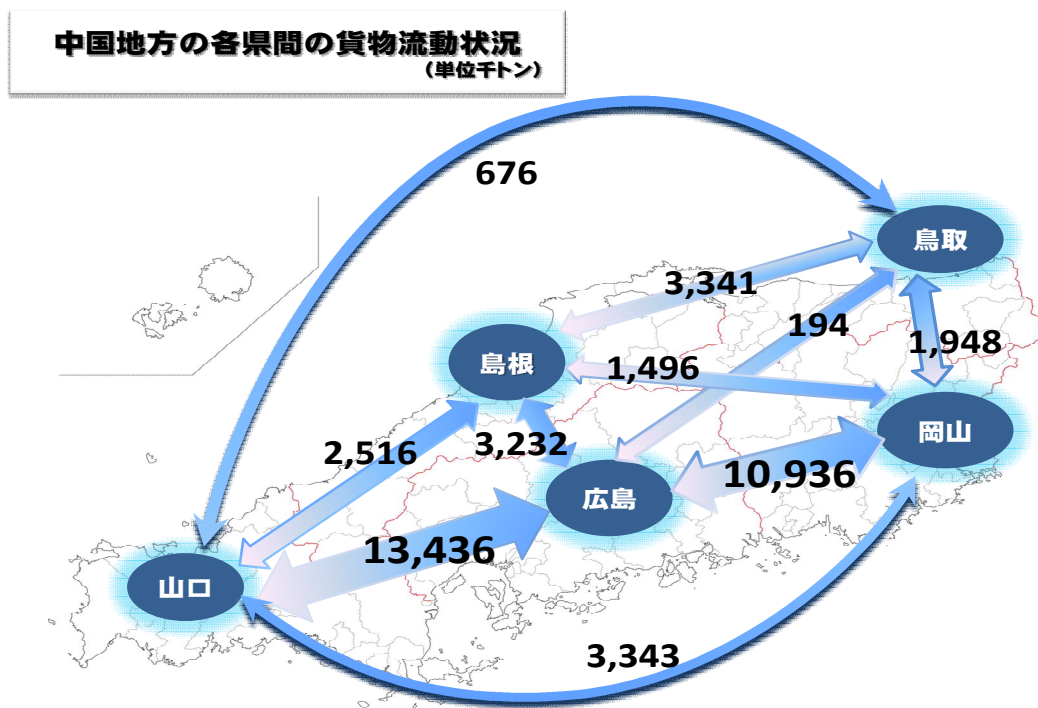 中国地方の各県間の貨物流動状況
（単位千トン）
676
鳥取
3,341
194
1,948
島根
1,496
岡山
2,516
3,232
10,936
広島
13,436
山口
3,343